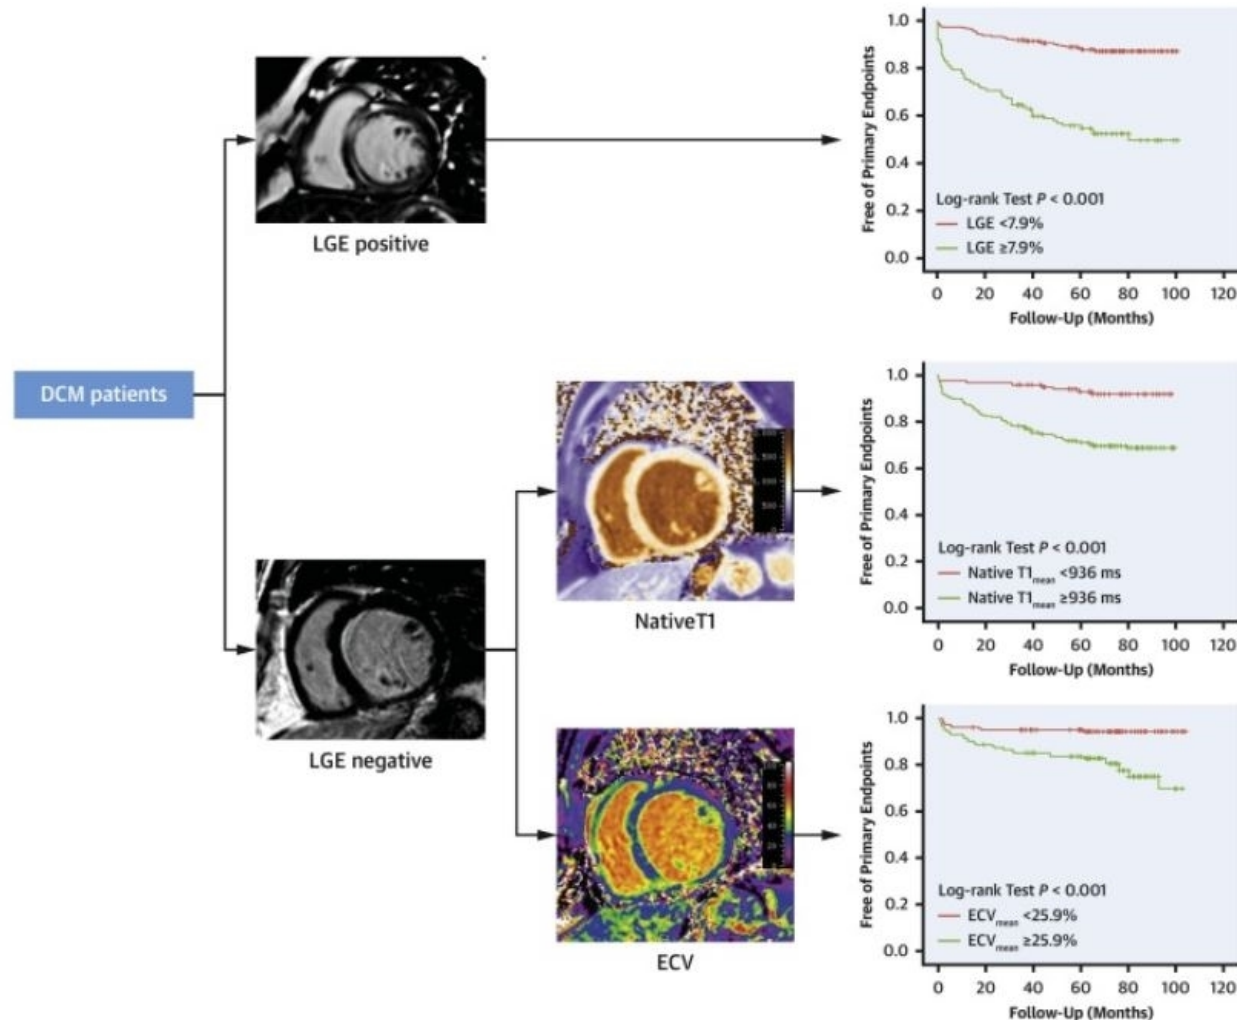 DCM patients
LGE positive
LGE negative
NativeT1
ECV
Free of Primary Endpoints
1.0
0.8
0.6
0.4
0.2
0.0
Log-rank Test P < 0.001
LGE <7.9%
LGE ≥7.9%
0 20 40 60 80 100 120
Follow-Up (Months)
Free of Primary Endpoints
1.0
0.8
0.6
0.4
0.2
0.0
Log-rank Test P < 0.001
Native T1mean <936 ms
Native T1mean ≥936 ms
0 20 40 60 80 100 120
Follow-Up (Months)
Free of Primary Endpoints
1.0
0.8
0.6
0.4
0.2
0.0
Log-rank Test P < 0.001
ECVmean <25.9%
ECVmean ≥25.9%
0 20 40 60 80 100 120
Follow-Up (Months)